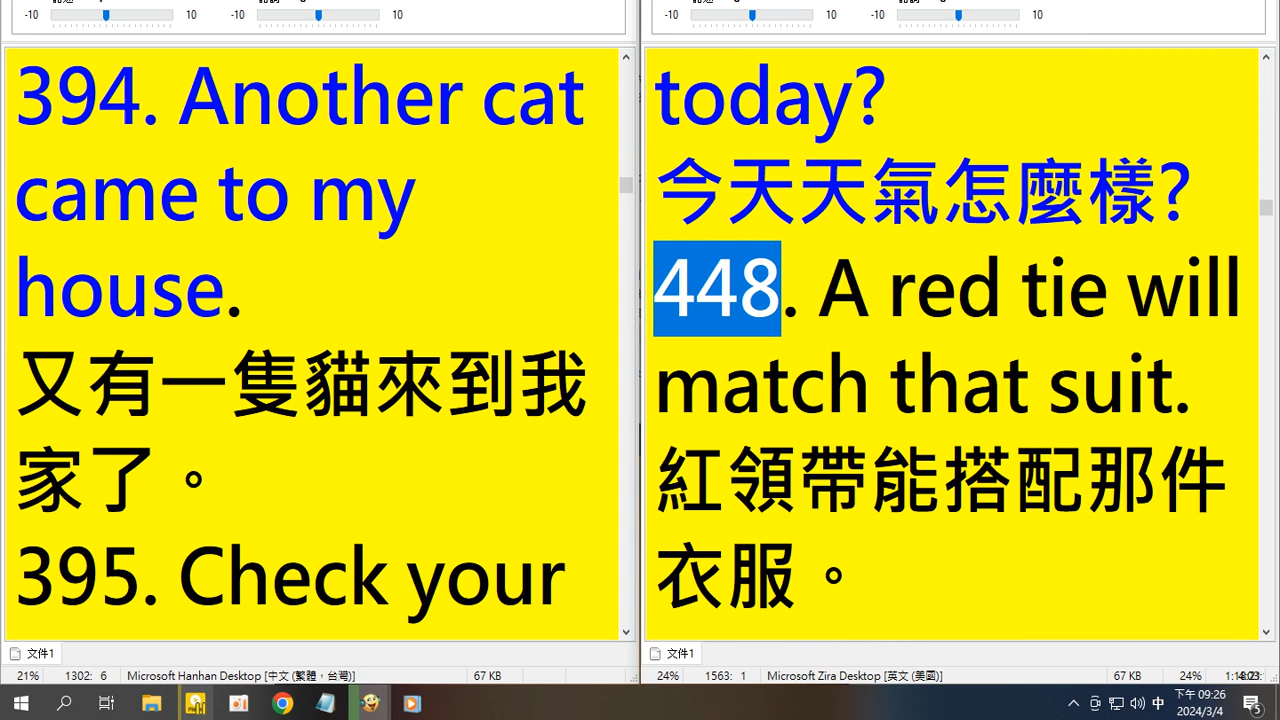 -10 10 -10 10
394. Another cat
came to my
house.
又有一隻貓來到我
家了。
395. Check your
文件1
21% 1302: 6 Microsoft Hanhan Desktop [中文 (繁體，台灣)] 67 KB
-10 10 -10 10
today?
今天天氣怎麼樣?
448. A red tie will
match that suit.
紅領帶能搭配那件
衣服。
文件1
24% 1563: 1 Microsoft Zira Desktop [英文 (美國)] 67 KB 24%
中
下午 09:26
2024/3/4
5